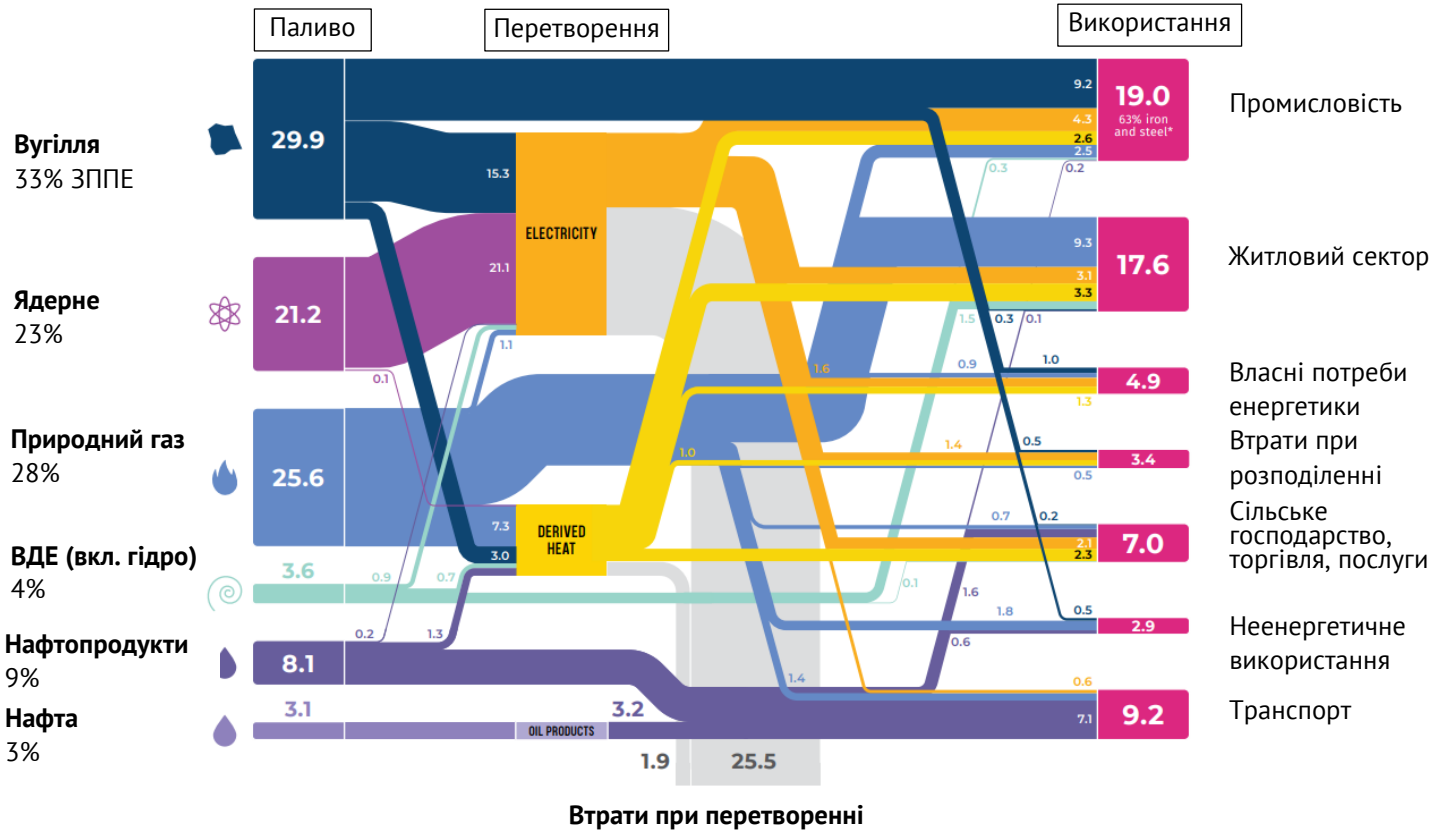 Паливо
Перетворення
Використання
Вугілля
33% ЗППЕ
29.9
Ядерне
23%
21.2
Природний газ
28%
25.6
ВДЕ (вкл. гідро)
4%
3.6
Нафтопродукти
9%
8.1
Нафта
3%
3.1
15.3
ELECTRICITY
21.1
1.1
0.1
7.3
3.0
DERIVED
HEAT
0.9
0.7
0.2
1.3
OIL PRODUCTS
3.2
1.9
25.5
9.2
4.3
2.6
2.5
0.3
0.2
19.0
63% iron
and steel*
Промисловість
9.3
3.1
3.3
1.5
0.3
0.1
17.6
Житловий сектор
1.6
0.9
1.0
1.3
4.9
Власні потреби
енергетики
1.0
1.4
0.5
0.5
3.4
Втрати при
розподіленні
0.7
0.2
2.1
2.3
0.1
1.6
7.0
Сільське
господарство,
торгівля, послуги
1.8
0.5
0.6
2.9
Неенергетичне
використання
1.4
0.6
7.1
9.2
Транспорт
Втрати при перетворенні